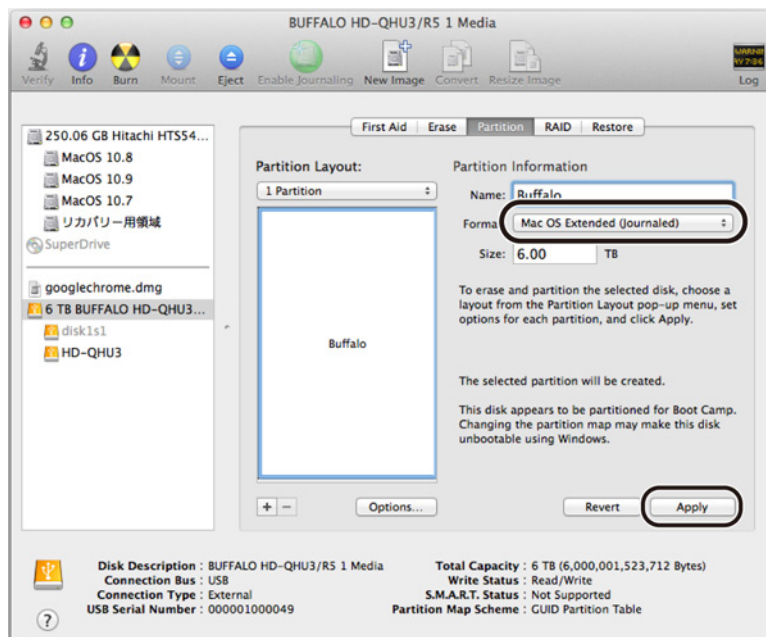 BUFFALO HD-QHU3/R5 1 Media
WARNIN
4V 7:36
Verify Info Burn Mount Eject Enable Journaling New Image Convert Resize Image Log
250.06 GB Hitachi HTS54...
MacOS 10.8
MacOS 10.9
MacOS 10.7
リカバリー用領域
SuperDrive
googlechrome.dmg
6 TB BUFFALO HD-QHU3...
disk1s1
HD-QHU3
First Aid Erase Partition RAID Restore
Partition Layout:
1 Partition
Buffalo
+ − Options...
Partition Information
Name: Buffalo
Forma Mac OS Extended (Journaled)
Size: 6.00 TB
To erase and partition the selected disk, choose a
layout from the Partition Layout pop-up menu, set
options for each partition, and click Apply.
The selected partition will be created.
This disk appears to be partitioned for Boot Camp.
Changing the partition map may make this disk
unbootable using Windows.
Revert Apply
Disk Description : BUFFALO HD-QHU3/R5 1 Media
Connection Bus : USB
Connection Type : External
USB Serial Number : 000001000049
Total Capacity : 6 TB (6,000,001,523,712 Bytes)
Write Status : Read/Write
S.M.A.R.T. Status : Not Supported
Partition Map Scheme : GUID Partition Table
?